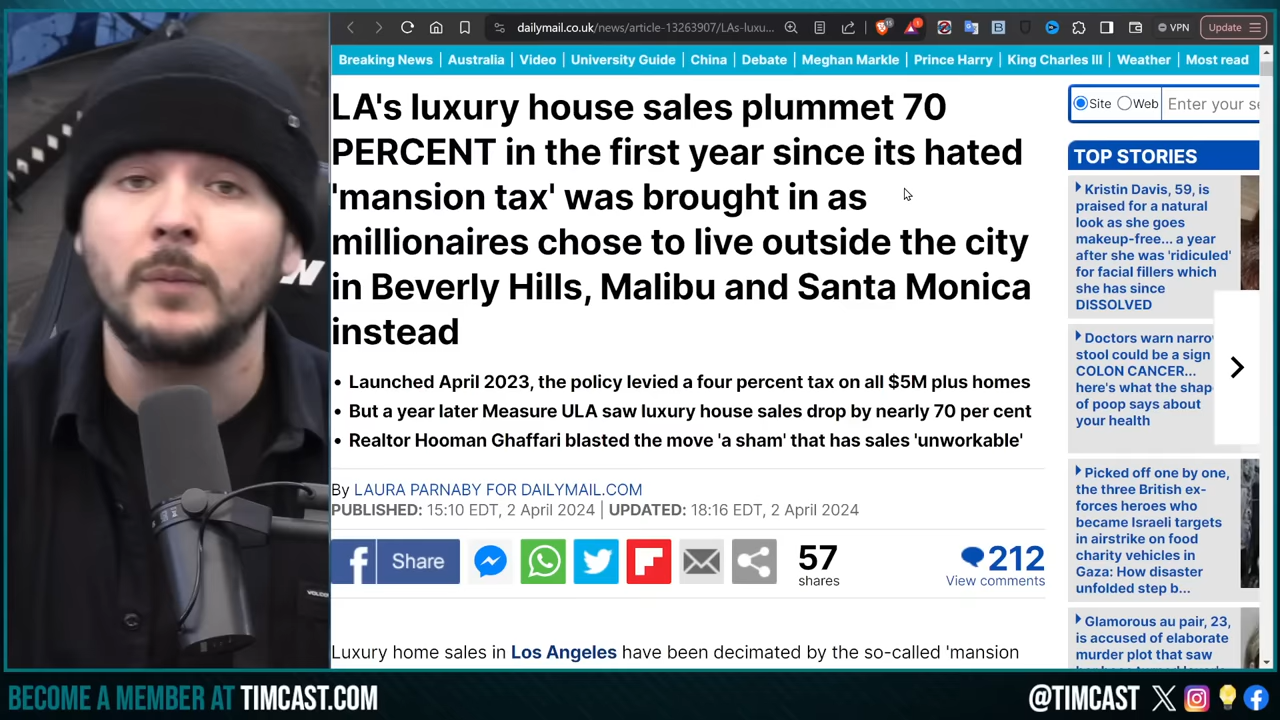 dailymail.co.uk/news/article-13263907/LAs-luxu...
VPN
Update
Breaking News | Australia | Video | University Guide | China | Debate | Meghan Markle | Prince Harry | King Charles III | Weather | Most read
LA's luxury house sales plummet 70
PERCENT in the first year since its hated
'mansion tax' was brought in as
millionaires chose to live outside the city
in Beverly Hills, Malibu and Santa Monica
instead
• Launched April 2023, the policy levied a four percent tax on all $5M plus homes
• But a year later Measure ULA saw luxury house sales drop by nearly 70 per cent
• Realtor Hooman Ghaffari blasted the move 'a sham' that has sales 'unworkable'
By LAURA PARNABY FOR DAILYMAIL.COM
PUBLISHED: 15:10 EDT, 2 April 2024 | UPDATED: 18:16 EDT, 2 April 2024
Share
57
shares
212
View comments
Luxury home sales in Los Angeles have been decimated by the so-called 'mansion
Site Web Enter your se
TOP STORIES
Kristin Davis, 59, is
praised for a natural
look as she goes
makeup-free... a year
after she was 'ridiculed'
for facial fillers which
she has since
DISSOLVED
Doctors warn narrow
stool could be a sign
COLON CANCER...
here's what the shape
of poop says about
your health
Picked off one by one,
the three British ex-
forces heroes who
became Israeli targets
in airstrike on food
charity vehicles in
Gaza: How disaster
unfolded step b...
Glamorous au pair, 23,
is accused of elaborate
murder plot that saw
BECOME A MEMBER AT TIMCAST.COM
@TIMCAST